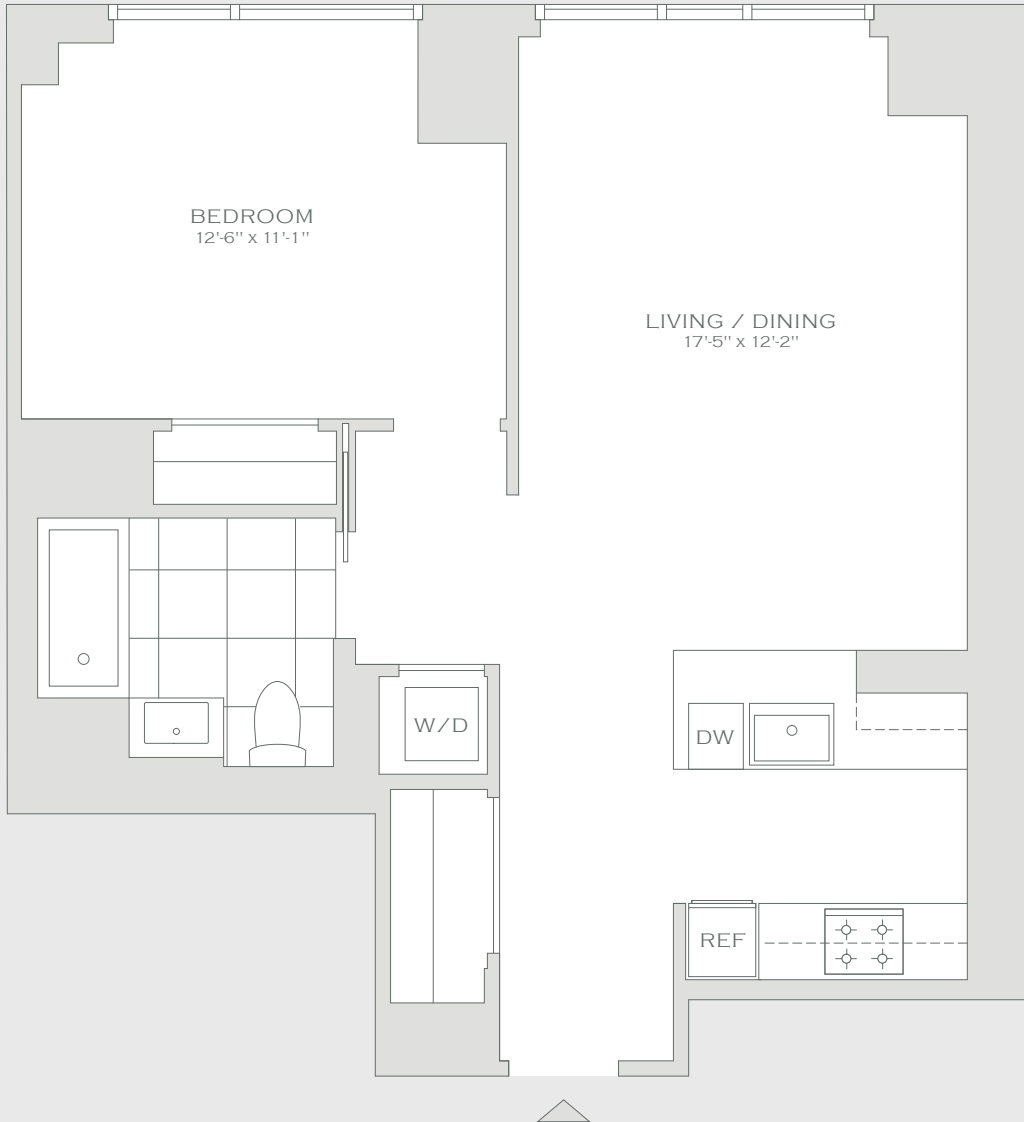 BEDROOM
12'-6" x 11'-1"
LIVING / DINING
17'-5" x 12'-2"
W/D
DW
REF